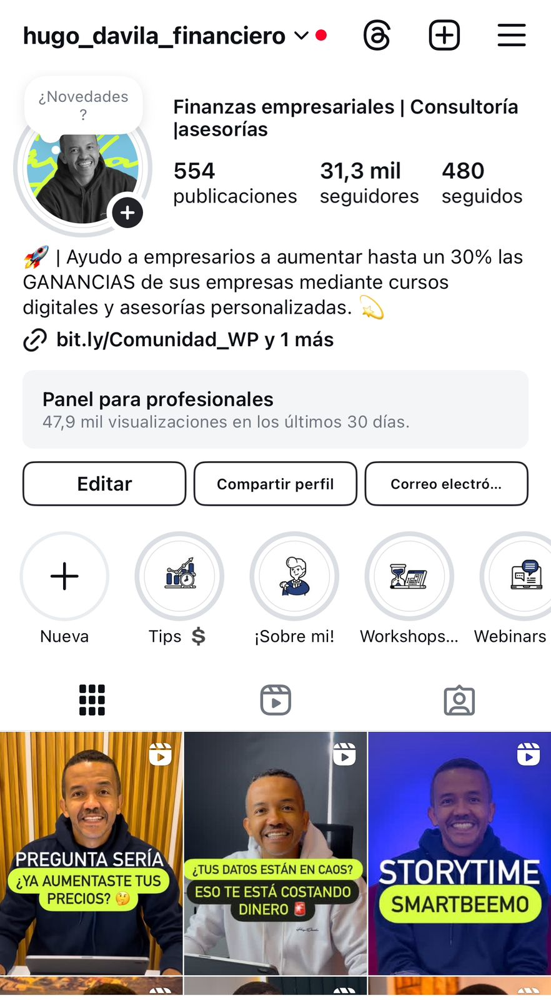 hugo_davila_financiero
¿Novedades
?
Finanzas empresariales | Consultoría
|asesorías
554
publicaciones
31,3 mil
seguidores
480
seguidos
🚀 | Ayudo a empresarios a aumentar hasta un 30% las
GANANCIAS de sus empresas mediante cursos
digitales y asesorías personalizadas. 💫
bit.ly/Comunidad_WP y 1 más
Panel para profesionales
47,9 mil visualizaciones en los últimos 30 días.
Editar
Compartir perfil
Correo electró...
Nueva
Tips 💲
¡Sobre mi!
Workshops...
Webinars
PREGUNTA SERÍA
¿YA AUMENTASTE TUS
PRECIOS? 🤔
¿TUS DATOS ESTÁN EN CAOS?
ESO TE ESTÁ COSTANDO
DINERO 🚨
STORYTIME
SMARTBEEMO